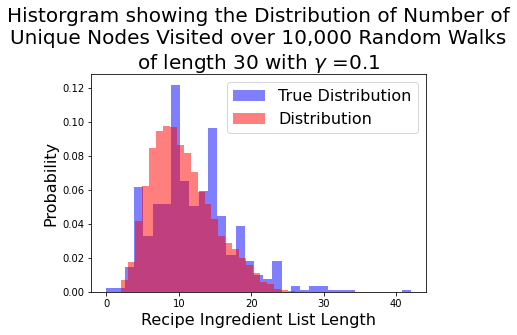 Historgram showing the Distribution of Number of
Unique Nodes Visited over 10,000 Random Walks
of length 30 with γ =0.1
True Distribution
Distribution
Probability
0.12
0.10
0.08
0.06
0.04
0.02
0.00
0 10 20 30 40
Recipe Ingredient List Length